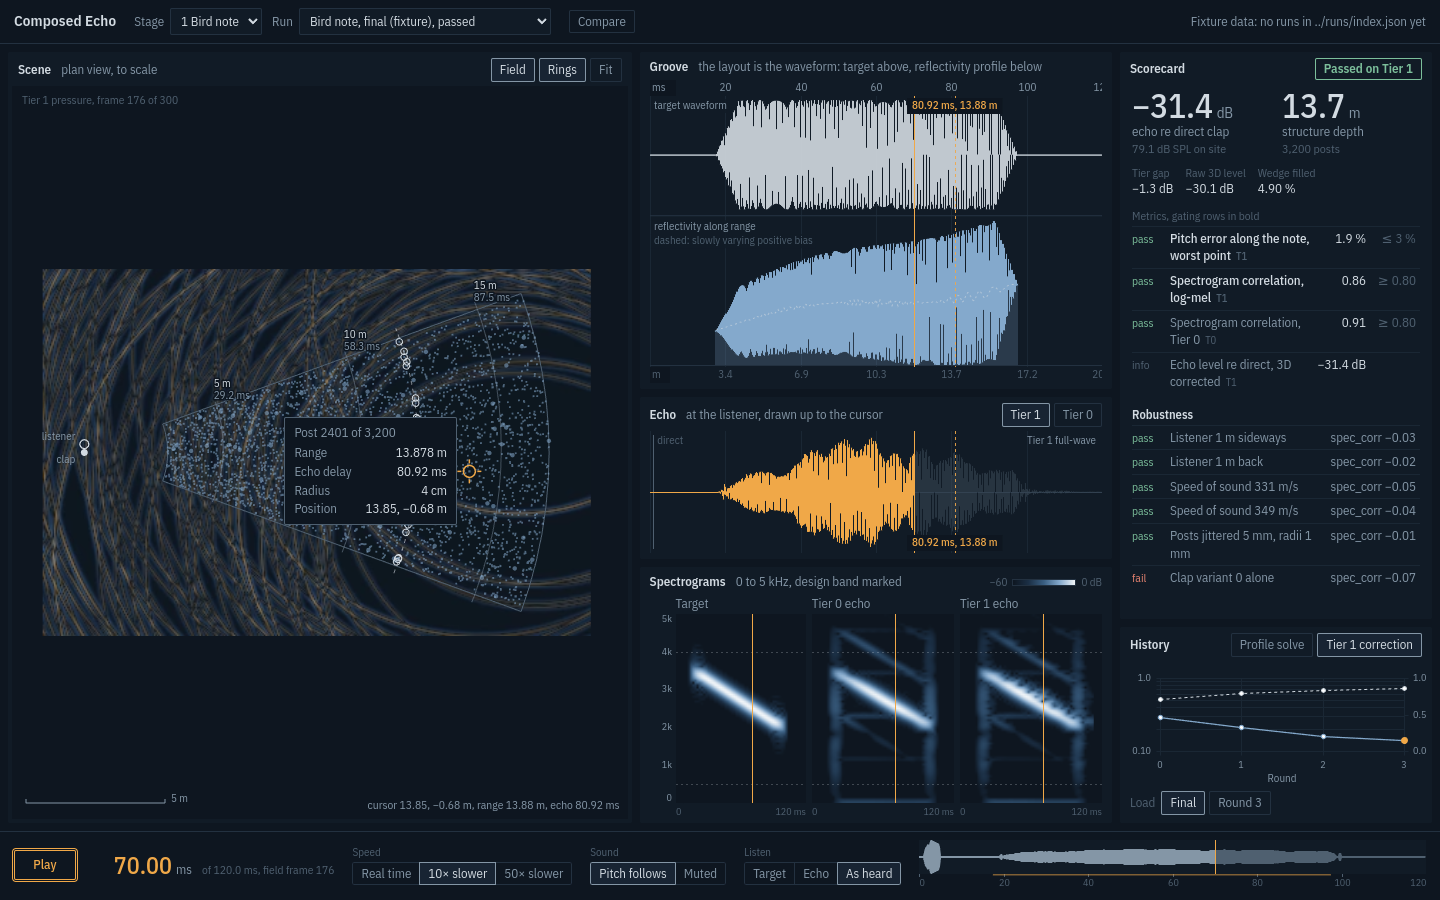 Composed Echo
Stage 1 Bird note Run Bird note, final (fixture), passed Compare
Fixture data: no runs in ../runs/index.json yet
Scene plan view, to scale
Field Rings Fit
Tier 1 pressure, frame 176 of 300
15 m
87.5 ms
10 m
58.3 ms
5 m
29.2 ms
listener
clap
Post 2401 of 3,200
Range 13.878 m
Echo delay 80.92 ms
Radius 4 cm
Position 13.85, −0.68 m
5 m
cursor 13.85, −0.68 m, range 13.88 m, echo 80.92 ms
Groove the layout is the waveform: target above, reflectivity profile below
ms 20 40 60 80 100 12
target waveform
80.92 ms, 13.88 m
reflectivity along range
dashed: slowly varying positive bias
m 3.4 6.9 10.3 13.7 17.2 20
Echo at the listener, drawn up to the cursor
Tier 1 Tier 0
direct
Tier 1 full-wave
80.92 ms, 13.88 m
Spectrograms 0 to 5 kHz, design band marked
−60 0 dB
Target Tier 0 echo Tier 1 echo
5k
4k
3k
2k
1k
0
0 120 ms 0 120 ms 0 120 ms
Scorecard Passed on Tier 1
−31.4 dB 13.7 m
echo re direct clap structure depth
79.1 dB SPL on site 3,200 posts
Tier gap Raw 3D level Wedge filled
−1.3 dB −30.1 dB 4.90 %
Metrics, gating rows in bold
pass Pitch error along the note, 1.9 % ≤ 3 %
worst point T1
pass Spectrogram correlation, 0.86 ≥ 0.80
log-mel T1
pass Spectrogram correlation, 0.91 ≥ 0.80
Tier 0 T0
info Echo level re direct, 3D −31.4 dB
corrected T1
Robustness
pass Listener 1 m sideways spec_corr −0.03
pass Listener 1 m back spec_corr −0.02
pass Speed of sound 331 m/s spec_corr −0.05
pass Speed of sound 349 m/s spec_corr −0.04
pass Posts jittered 5 mm, radii 1 spec_corr −0.01
mm
fail Clap variant 0 alone spec_corr −0.07
History Profile solve Tier 1 correction
1.0 1.0
0.5
0.10 0.0
0 1 2 3
Round
Load Final Round 3
Play
70.00 ms of 120.0 ms, field frame 176
Speed
Real time 10× slower 50× slower
Sound
Pitch follows Muted
Listen
Target Echo As heard
0 20 40 60 80 100 120